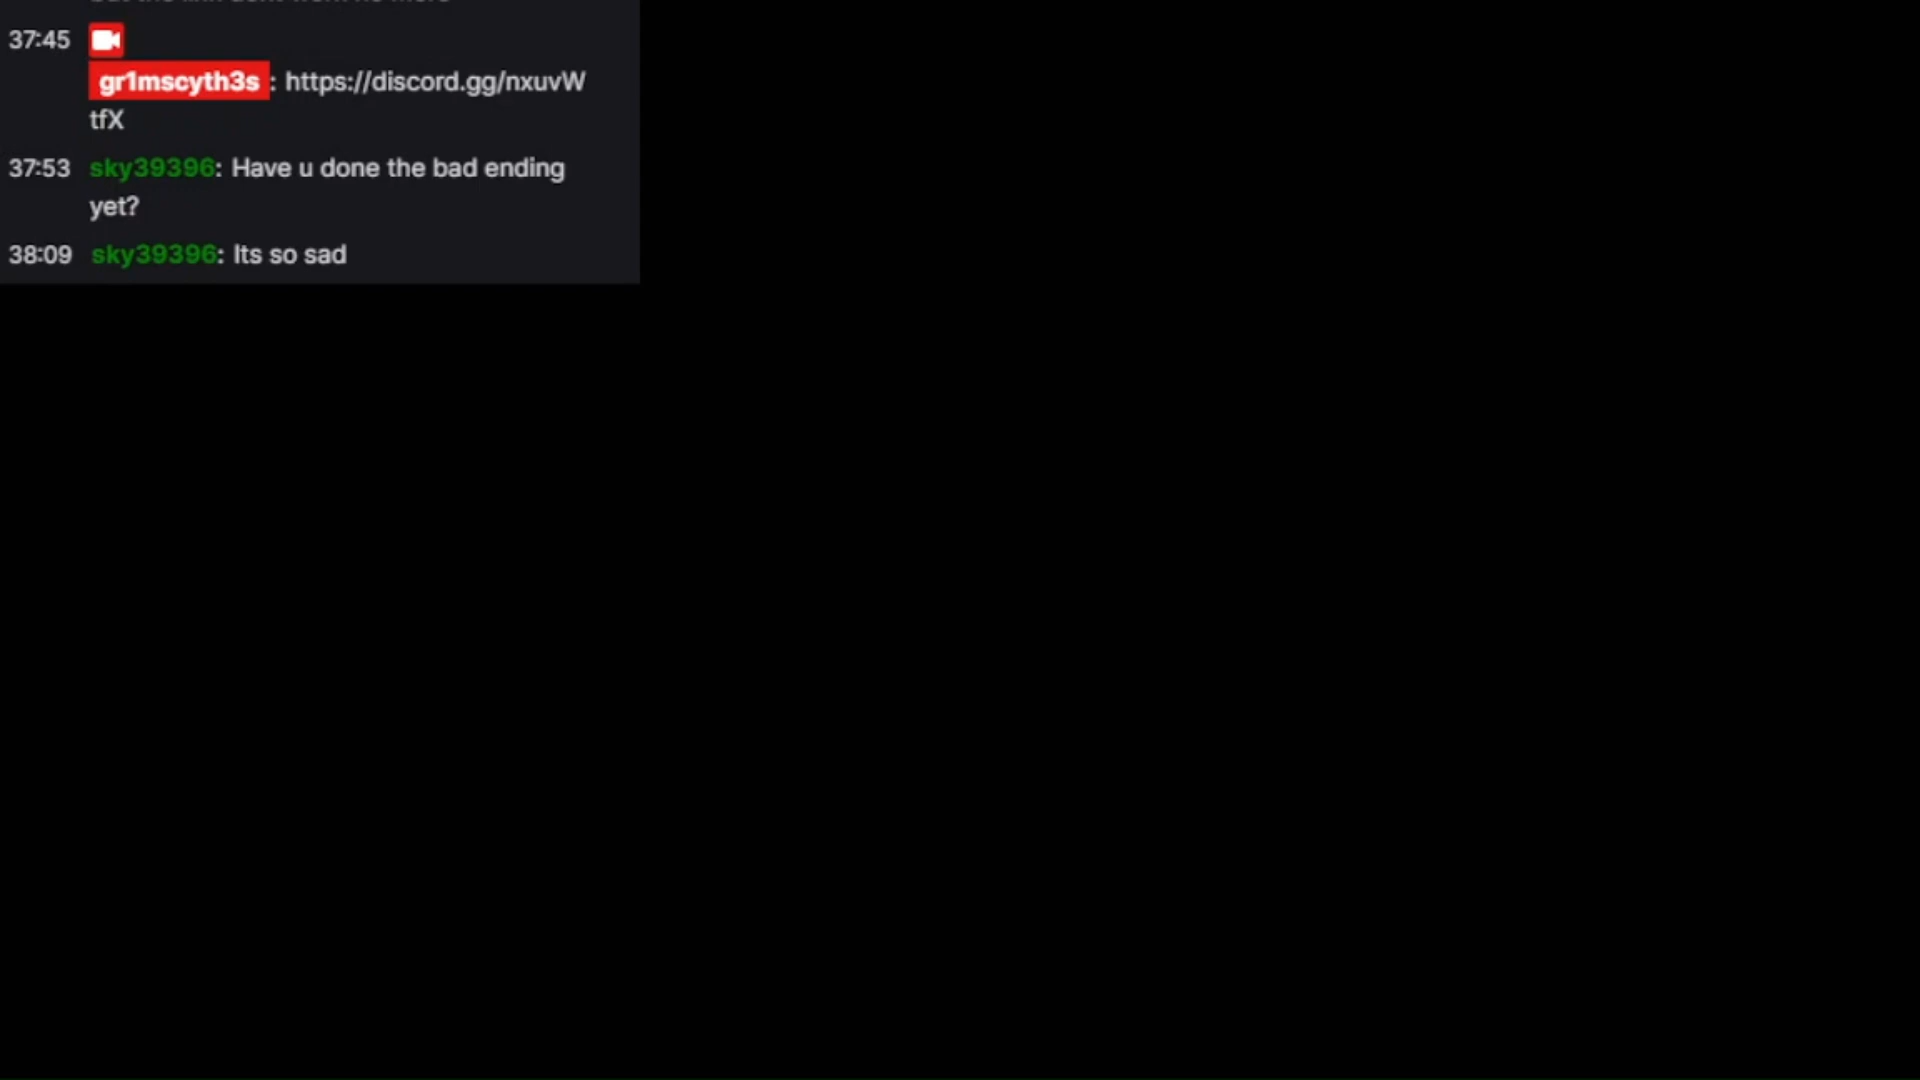 37:45
gr1mscyth3s : https://discord.gg/nxuvW
tfX
37:53 sky39396: Have u done the bad ending
yet?
38:09 sky39396: Its so sad